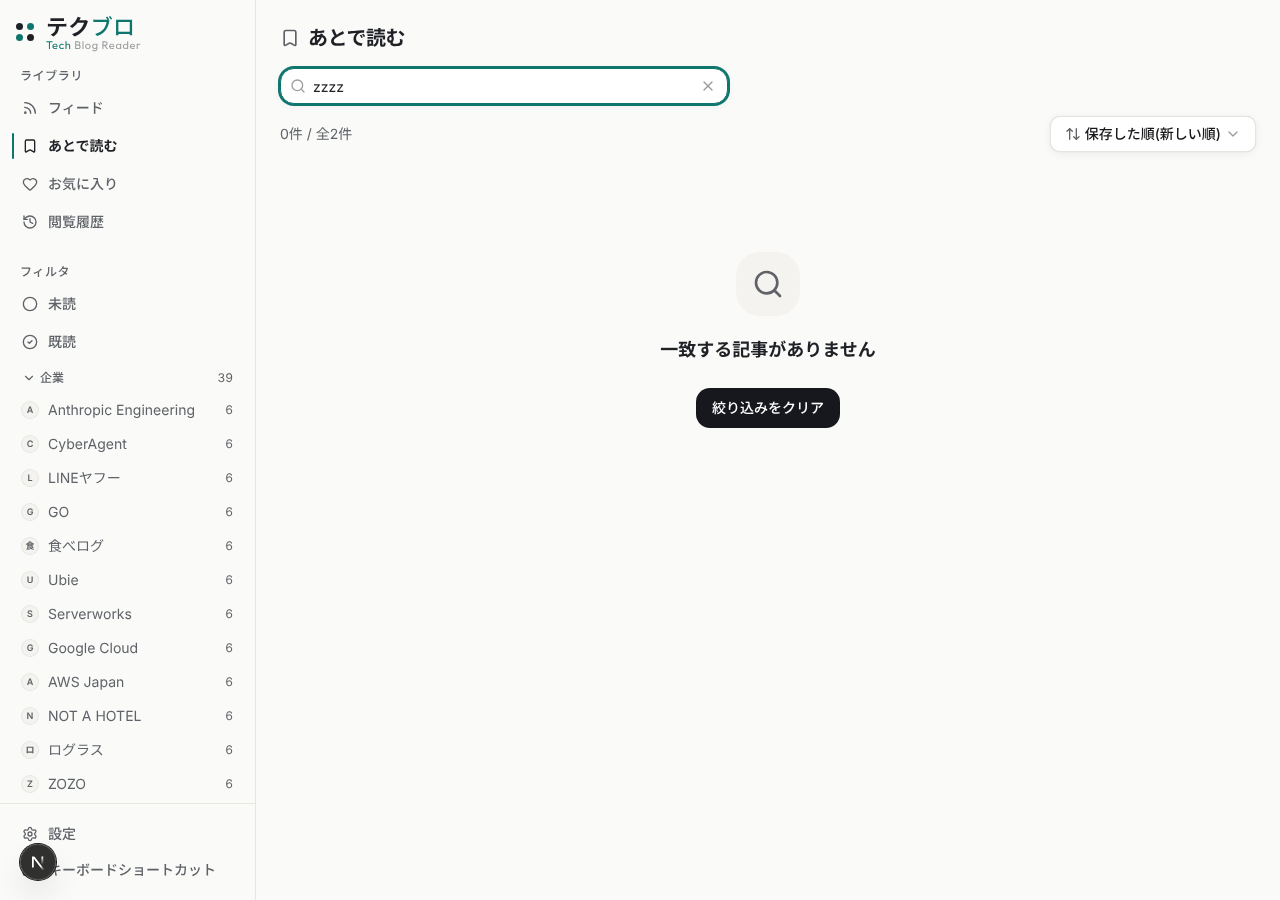 テクブロ
Tech Blog Reader
ライブラリ
フィード
あとで読む
お気に入り
閲覧履歴
フィルタ
未読
既読
企業 39
A Anthropic Engineering 6
C CyberAgent 6
L LINEヤフー 6
G GO 6
食 食べログ 6
U Ubie 6
S Serverworks 6
G Google Cloud 6
A AWS Japan 6
N NOT A HOTEL 6
ロ ログラス 6
Z ZOZO 6
設定
N キーボードショートカット
あとで読む
zzzz
0件 / 全2件
保存した順(新しい順)
一致する記事がありません
絞り込みをクリア